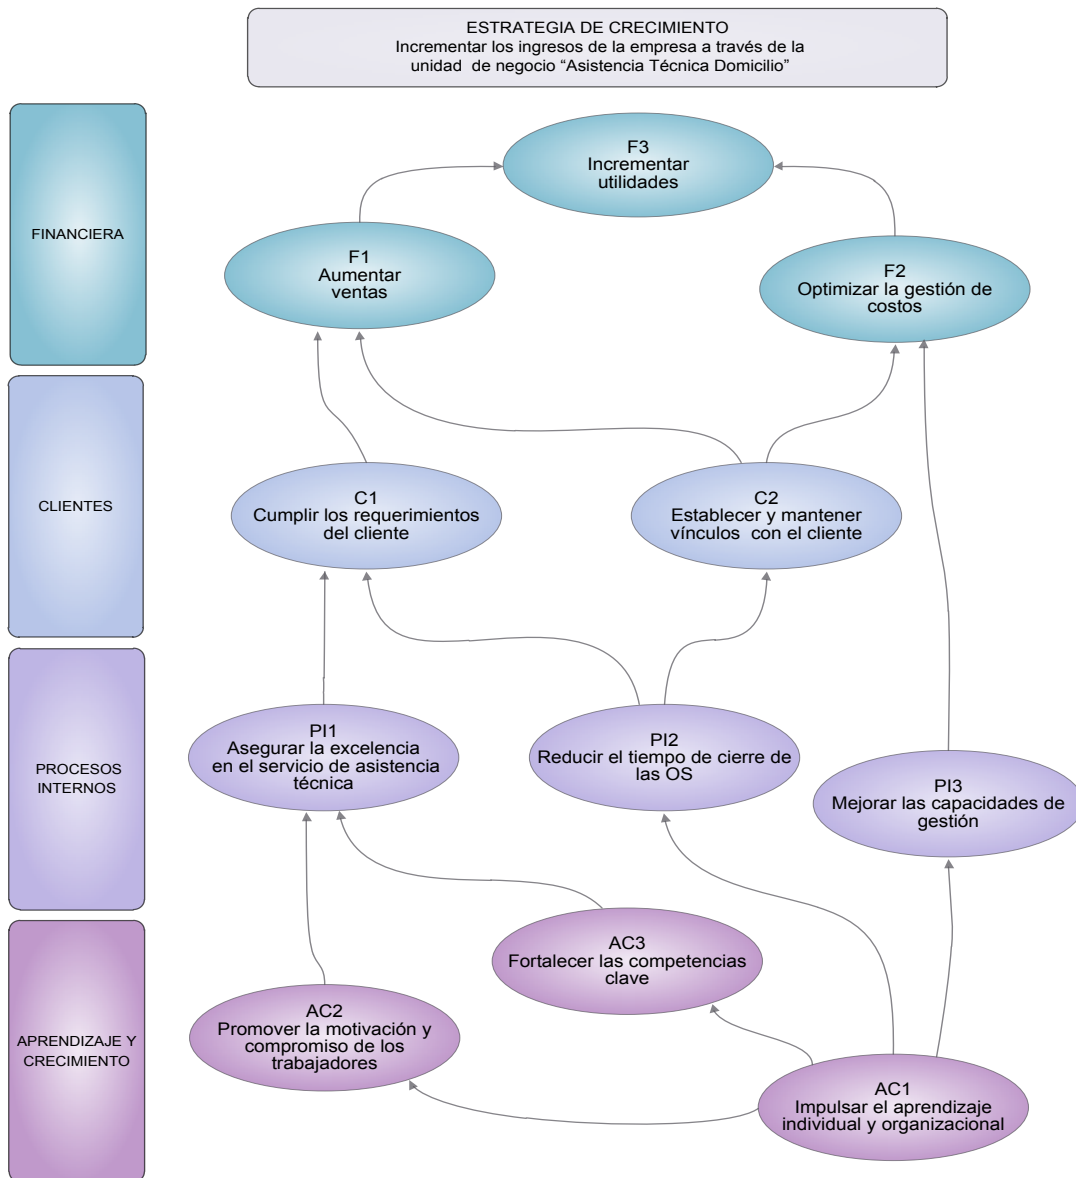 ESTRATEGIA DE CRECIMIENTO
Incrementar los ingresos de la empresa a través de la
unidad de negocio “Asistencia Técnica Domicilio”
FINANCIERA
F3
Incrementar
utilidades
F1
Aumentar
ventas
F2
Optimizar la gestión de
costos
CLIENTES
C1
Cumplir los requerimientos
del cliente
C2
Establecer y mantener
vínculos con el cliente
PROCESOS
INTERNOS
PI1
Asegurar la excelencia
en el servicio de asistencia
técnica
PI2
Reducir el tiempo de cierre de
las OS
PI3
Mejorar las capacidades de
gestión
APRENDIZAJE Y
CRECIMIENTO
AC3
Fortalecer las competencias
clave
AC2
Promover la motivación y
compromiso de los
trabajadores
AC1
Impulsar el aprendizaje
individual y organizacional